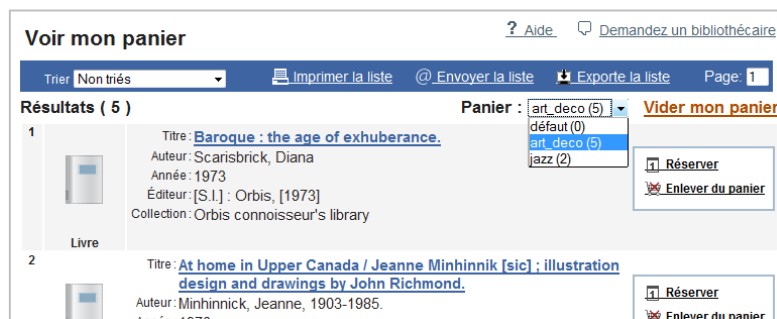 Voir mon panier
? Aide Demandez un bibliothécaire
Trier Non triés Imprimer la liste @ Envoyer la liste Exporte la liste Page: 1
Résultats ( 5 ) Panier : art_deco (5) Vider mon panier
défaut (0)
art_deco (5)
jazz (2)
1
Titre: Baroque : the age of exhuberance.
Auteur: Scarisbrick, Diana
Année: 1973
Éditeur: [S.l.] : Orbis, [1973]
Collection: Orbis connoisseur's library
Livre
Réserver
Enlever du panier
2
Titre: At home in Upper Canada / Jeanne Minhinnik [sic] ; illustration
design and drawings by John Richmond.
Auteur: Minhinnick, Jeanne, 1903-1985.
Réserver
Enlever du panier